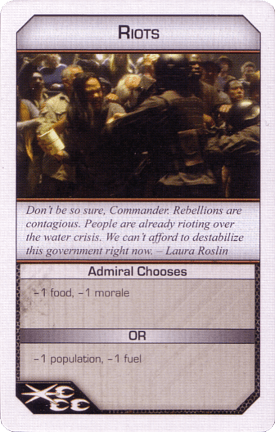 Riots
Don't be so sure, Commander. Rebellions are
contagious. People are already rioting over
the water crisis. We can't afford to destabilize
this government right now. – Laura Roslin
Admiral Chooses
-1 food, -1 morale
OR
-1 population, -1 fuel